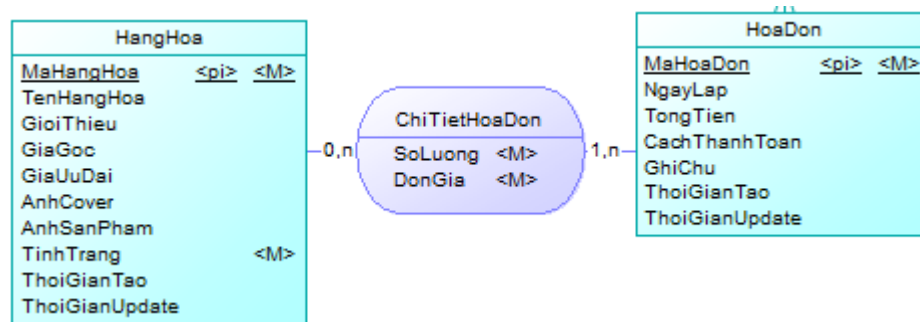 HangHoa
MaHangHoa <pi> <M>
TenHangHoa
GioiThieu
GiaGoc
GiaUuDai
AnhCover
AnhSanPham
TinhTrang <M>
ThoiGianTao
ThoiGianUpdate
0,n
ChiTietHoaDon
SoLuong <M>
DonGia <M>
1,n
HoaDon
MaHoaDon <pi> <M>
NgayLap
TongTien
CachThanhToan
GhiChu
ThoiGianTao
ThoiGianUpdate